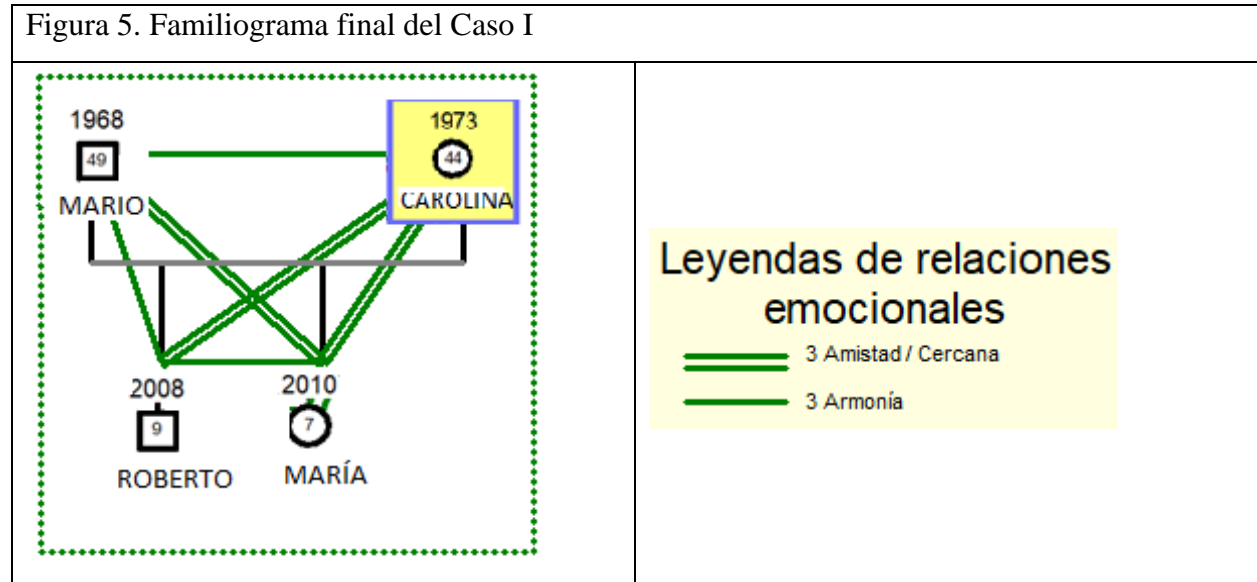 Figura 5. Familiograma final del Caso I
1968
1973
49
44
MARIO
CAROLINA
2008
2010
9
7
ROBERTO
MARÍA
Leyendas de relaciones
emocionales
3 Amistad / Cercana
3 Armonía